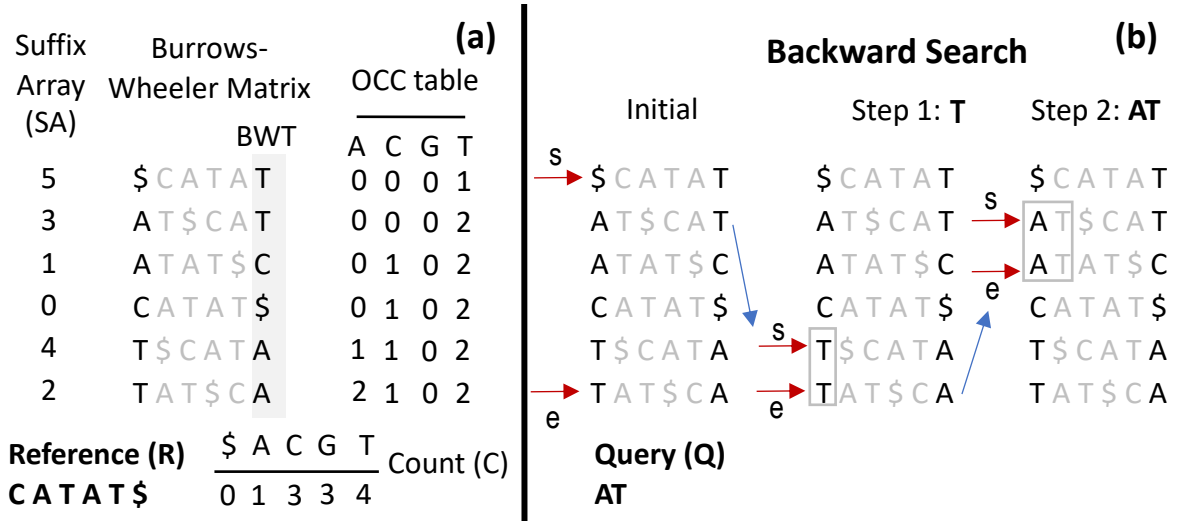 (a)
Suffix Array (SA)
Burrows-Wheeler Matrix
BWT
OCC table
A C G T
5 $ C A T A T 0 0 0 1
3 A T $ C A T 0 0 0 2
1 A T A T $ C 0 1 0 2
0 C A T A T $ 0 1 0 2
4 T $ C A T A 1 1 0 2
2 T A T $ C A 2 1 0 2
Reference (R)
C A T A T $
$ A C G T
0 1 3 3 4
Count (C)
(b)
Backward Search
Initial
s
$ C A T A T
A T $ C A T
A T A T $ C
C A T A T $
T $ C A T A
T A T $ C A
e
Query (Q)
AT
Step 1: T
$ C A T A T
A T $ C A T
A T A T $ C
C A T A T $
s
T $ C A T A
T A T $ C A
e
Step 2: AT
$ C A T A T
s
A T $ C A T
A T A T $ C
e
C A T A T $
T $ C A T A
T A T $ C A